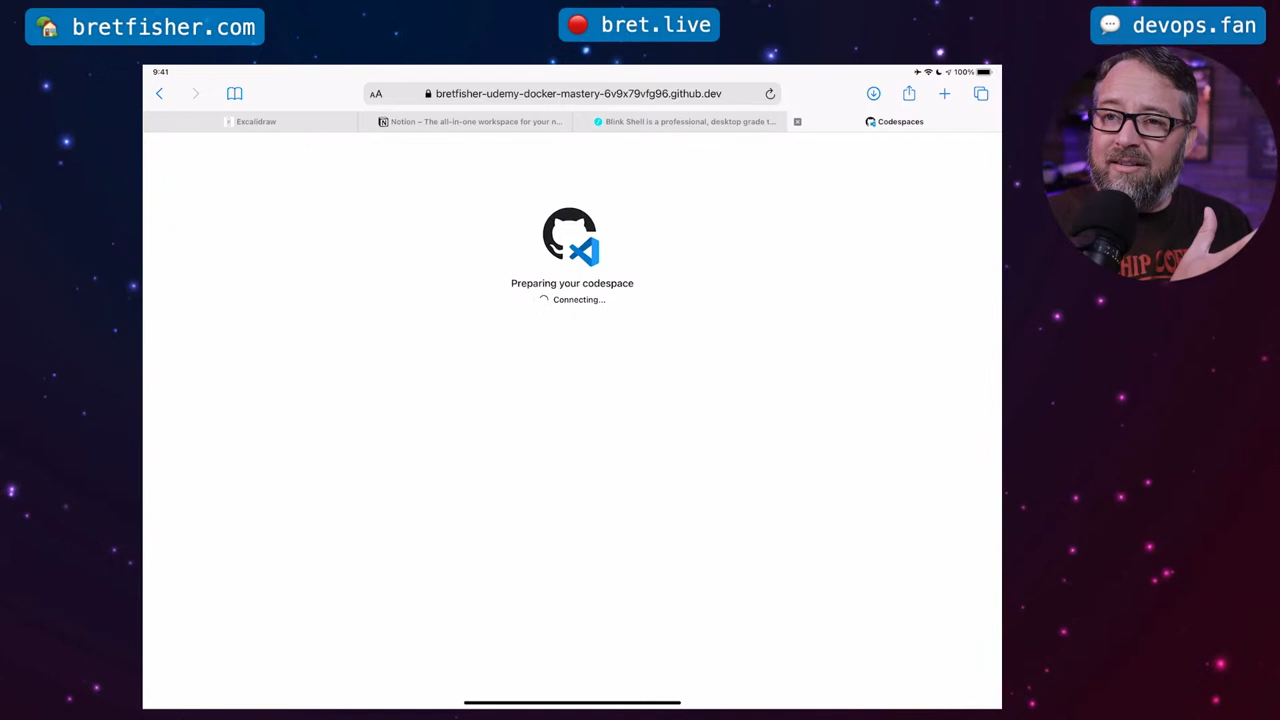 bretfisher.com
bret.live
devops.fan
9:41
100%
AA
bretfisher-udemy-docker-mastery-6v9x79vfg96.github.dev
Excalidraw
Notion – The all-in-one workspace for your n...
Blink Shell is a professional, desktop grade t...
Codespaces
Preparing your codespace
Connecting...